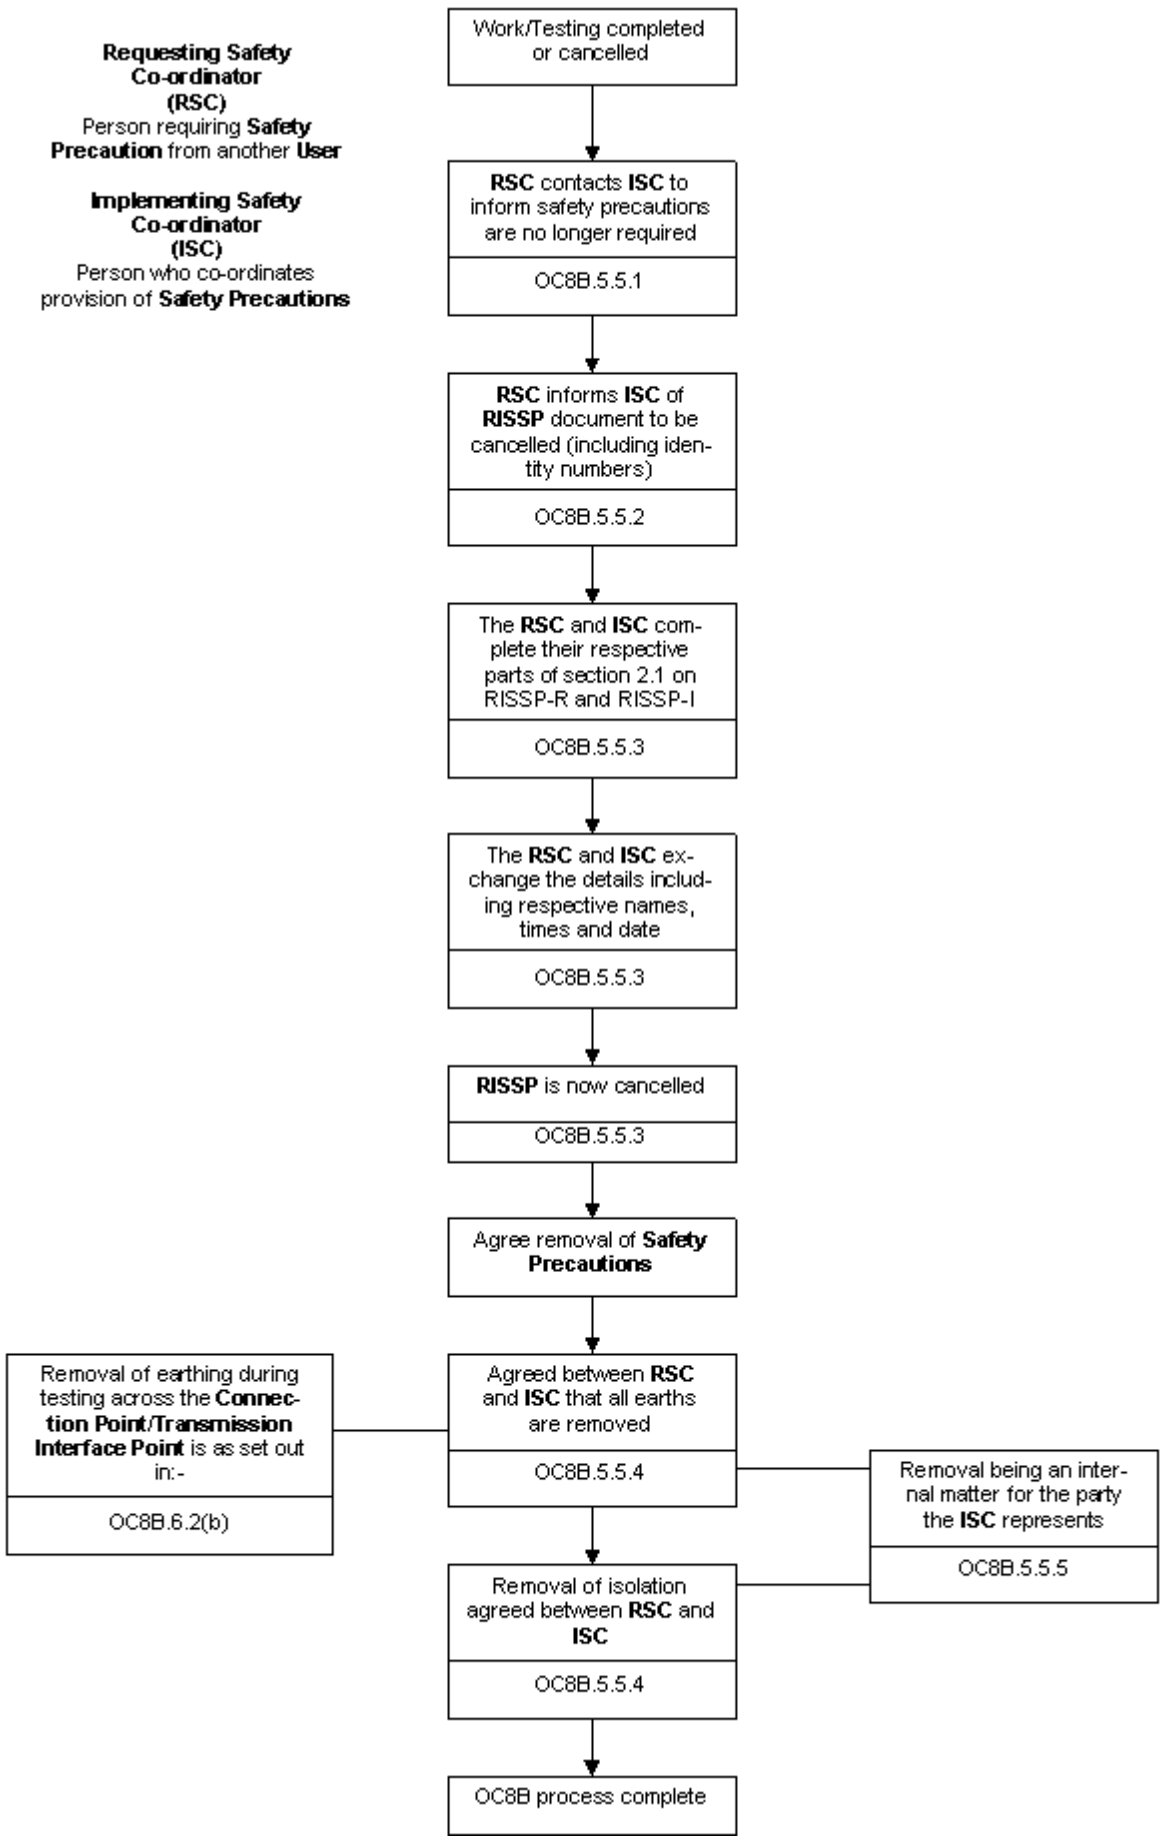 Work/Testing completed
or cancelled
Requesting Safety
Co-ordinator
(RSC)
Person requiring Safety
Precaution from another User
Implementing Safety
Co-ordinator
(ISC)
Person who co-ordinates
provision of Safety Precautions
RSC contacts ISC to
inform safety precautions
are no longer required
OC8B.5.5.1
RSC informs ISC of
RISSP document to be
cancelled (including iden-
tity numbers)
OC8B.5.5.2
The RSC and ISC com-
plete their respective
parts of section 2.1 on
RISSP-R and RISSP-I
OC8B.5.5.3
The RSC and ISC ex-
change the details includ-
ing respective names,
times and date
OC8B.5.5.3
RISSP is now cancelled
OC8B.5.5.3
Agree removal of Safety
Precautions
Removal of earthing during
testing across the Connec-
tion Point/Transmission
Interface Point is as set out
in:-
OC8B.6.2(b)
Agreed between RSC
and ISC that all earths
are removed
OC8B.5.5.4
Removal being an inter-
nal matter for the party
the ISC represents
OC8B.5.5.5
Removal of isolation
agreed between RSC and
ISC
OC8B.5.5.4
OC8B process complete